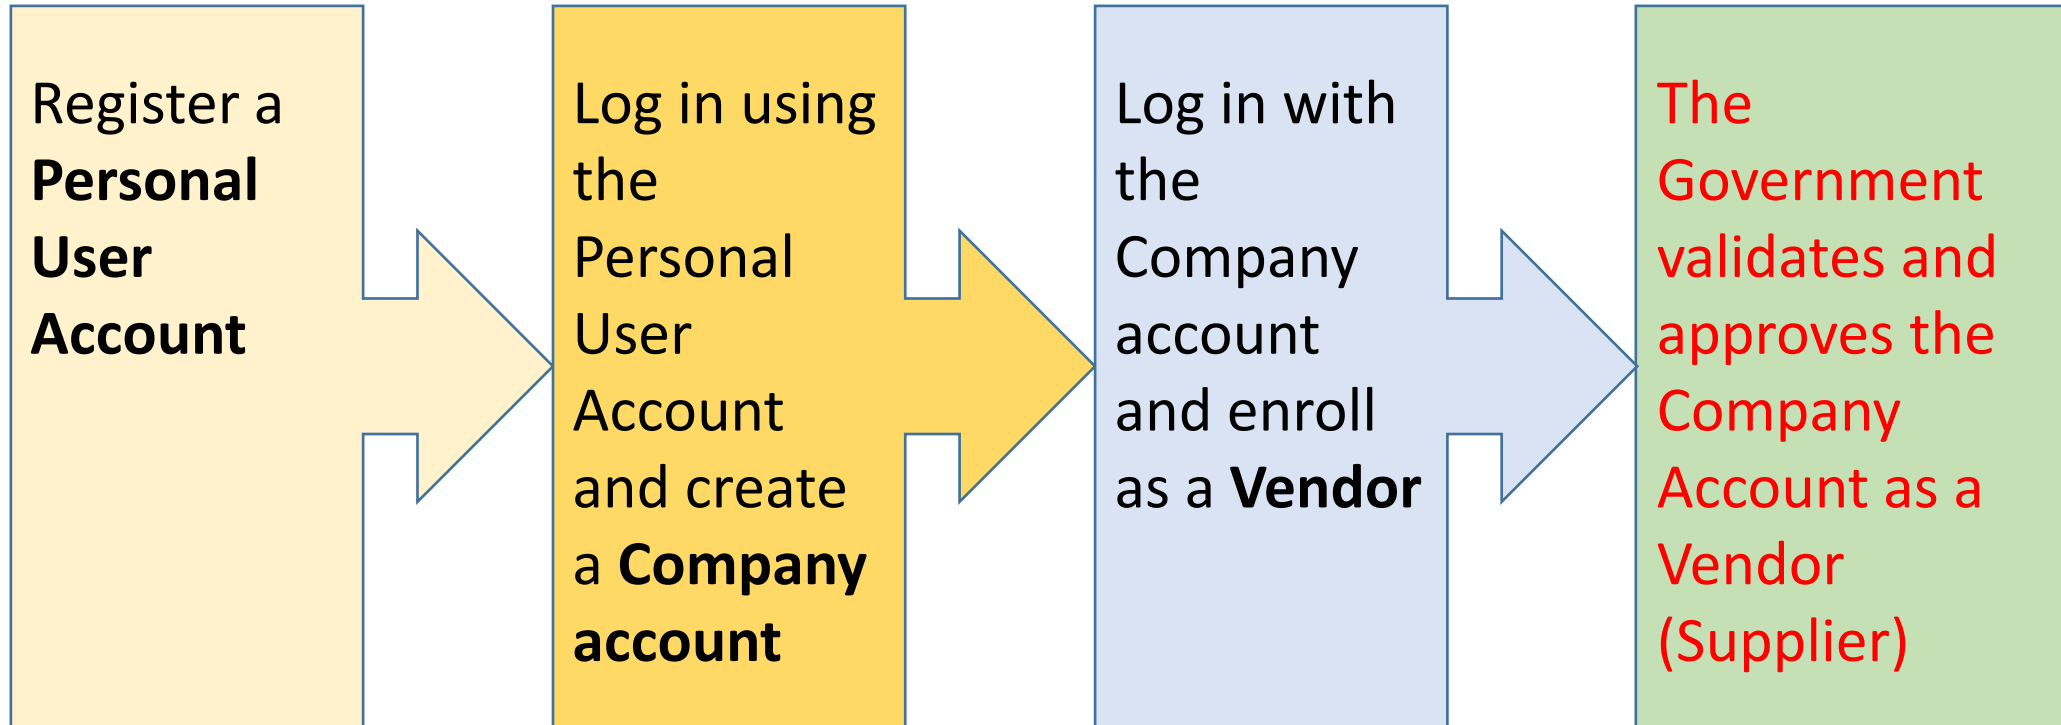 Register a
Personal
User
Account
Log in using
the
Personal
User
Account
and create
a Company
account
Log in with
the
Company
account
and enroll
as a Vendor
The
Government
validates and
approves the
Company
Account as a
Vendor
(Supplier)